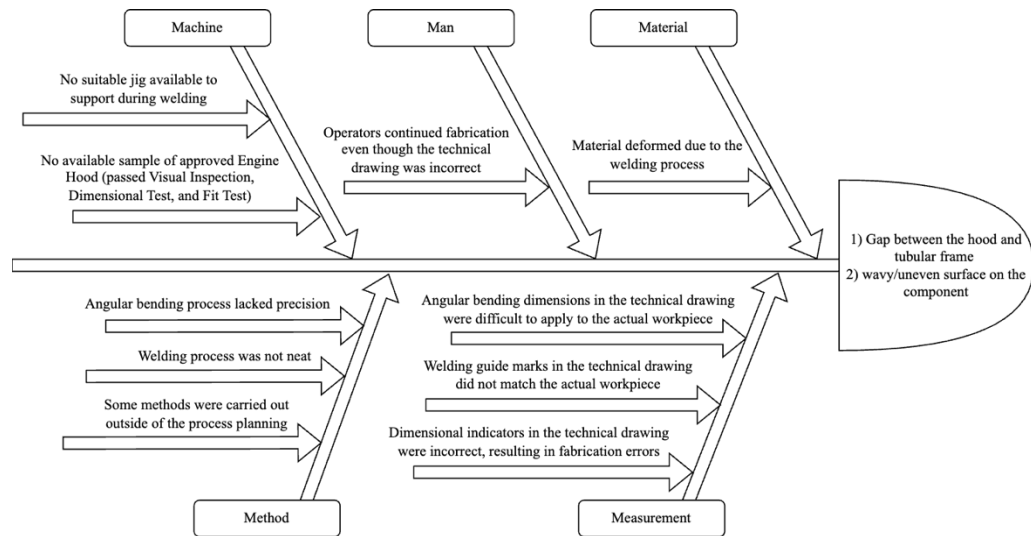 Machine
Man
Material
No suitable jig available to
support during welding
No available sample of approved Engine
Hood (passed Visual Inspection,
Dimensional Test, and Fit Test)
Operators continued fabrication
even though the technical
drawing was incorrect
Material deformed due to the
welding process
1) Gap between the hood and
tubular frame
2) wavy/uneven surface on the
component
Angular bending process lacked precision
Welding process was not neat
Some methods were carried out
outside of the process planning
Angular bending dimensions in the technical drawing
were difficult to apply to the actual workpiece
Welding guide marks in the technical drawing
did not match the actual workpiece
Dimensional indicators in the technical drawing
were incorrect, resulting in fabrication errors
Method
Measurement